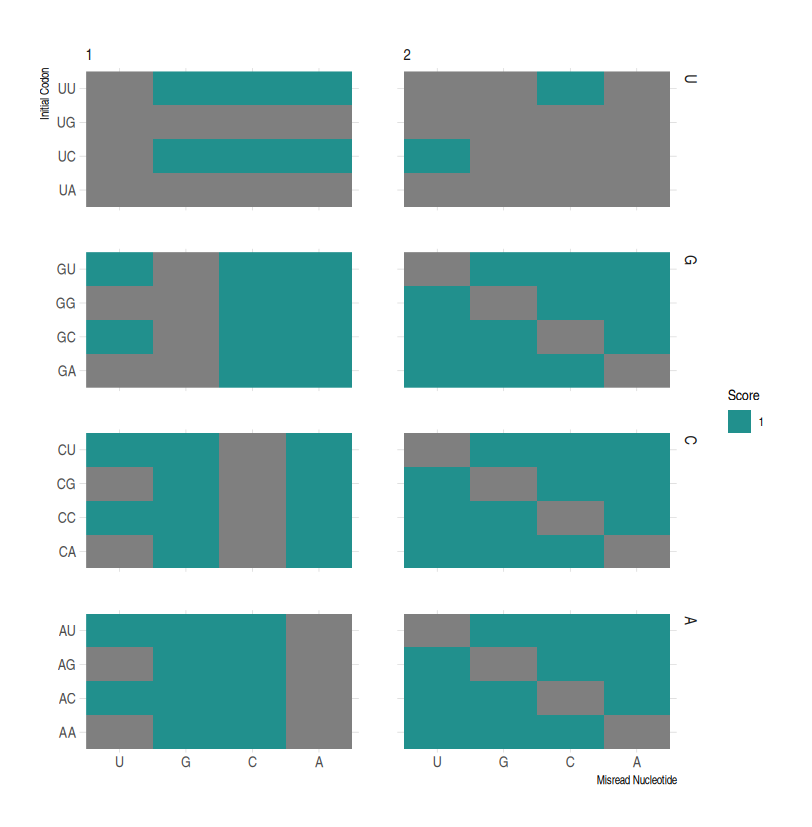 1 2
Initial Codon
UU
UG
UC
UA
U
GU
GG
GC
GA
G
CU
CG
CC
CA
C
AU
AG
AC
AA
A
U G C A U G C A
Misread Nucleotide
Score
1